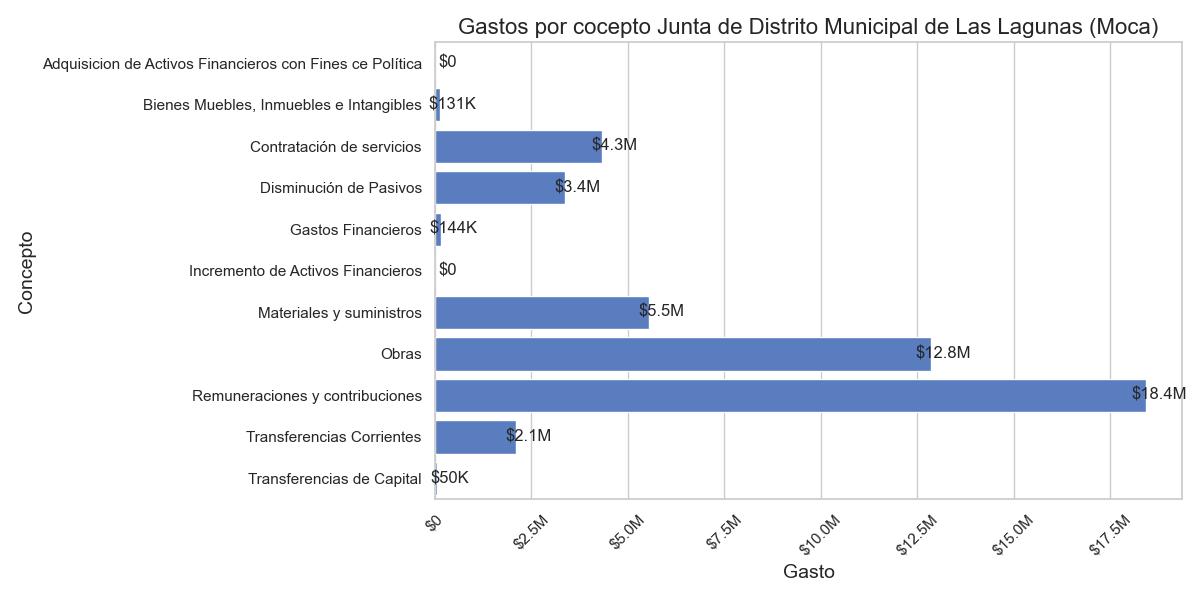 Gastos por cocepto Junta de Distrito Municipal de Las Lagunas (Moca)
Concepto
Adquisicion de Activos Financieros con Fines ce Política $0
Bienes Muebles, Inmuebles e Intangibles $131K
Contratación de servicios $4.3M
Disminución de Pasivos $3.4M
Gastos Financieros $144K
Incremento de Activos Financieros $0
Materiales y suministros $5.5M
Obras $12.8M
Remuneraciones y contribuciones $18.4M
Transferencias Corrientes $2.1M
Transferencias de Capital $50K
$0 $2.5M $5.0M $7.5M $10.0M $12.5M $15.0M $17.5M
Gasto